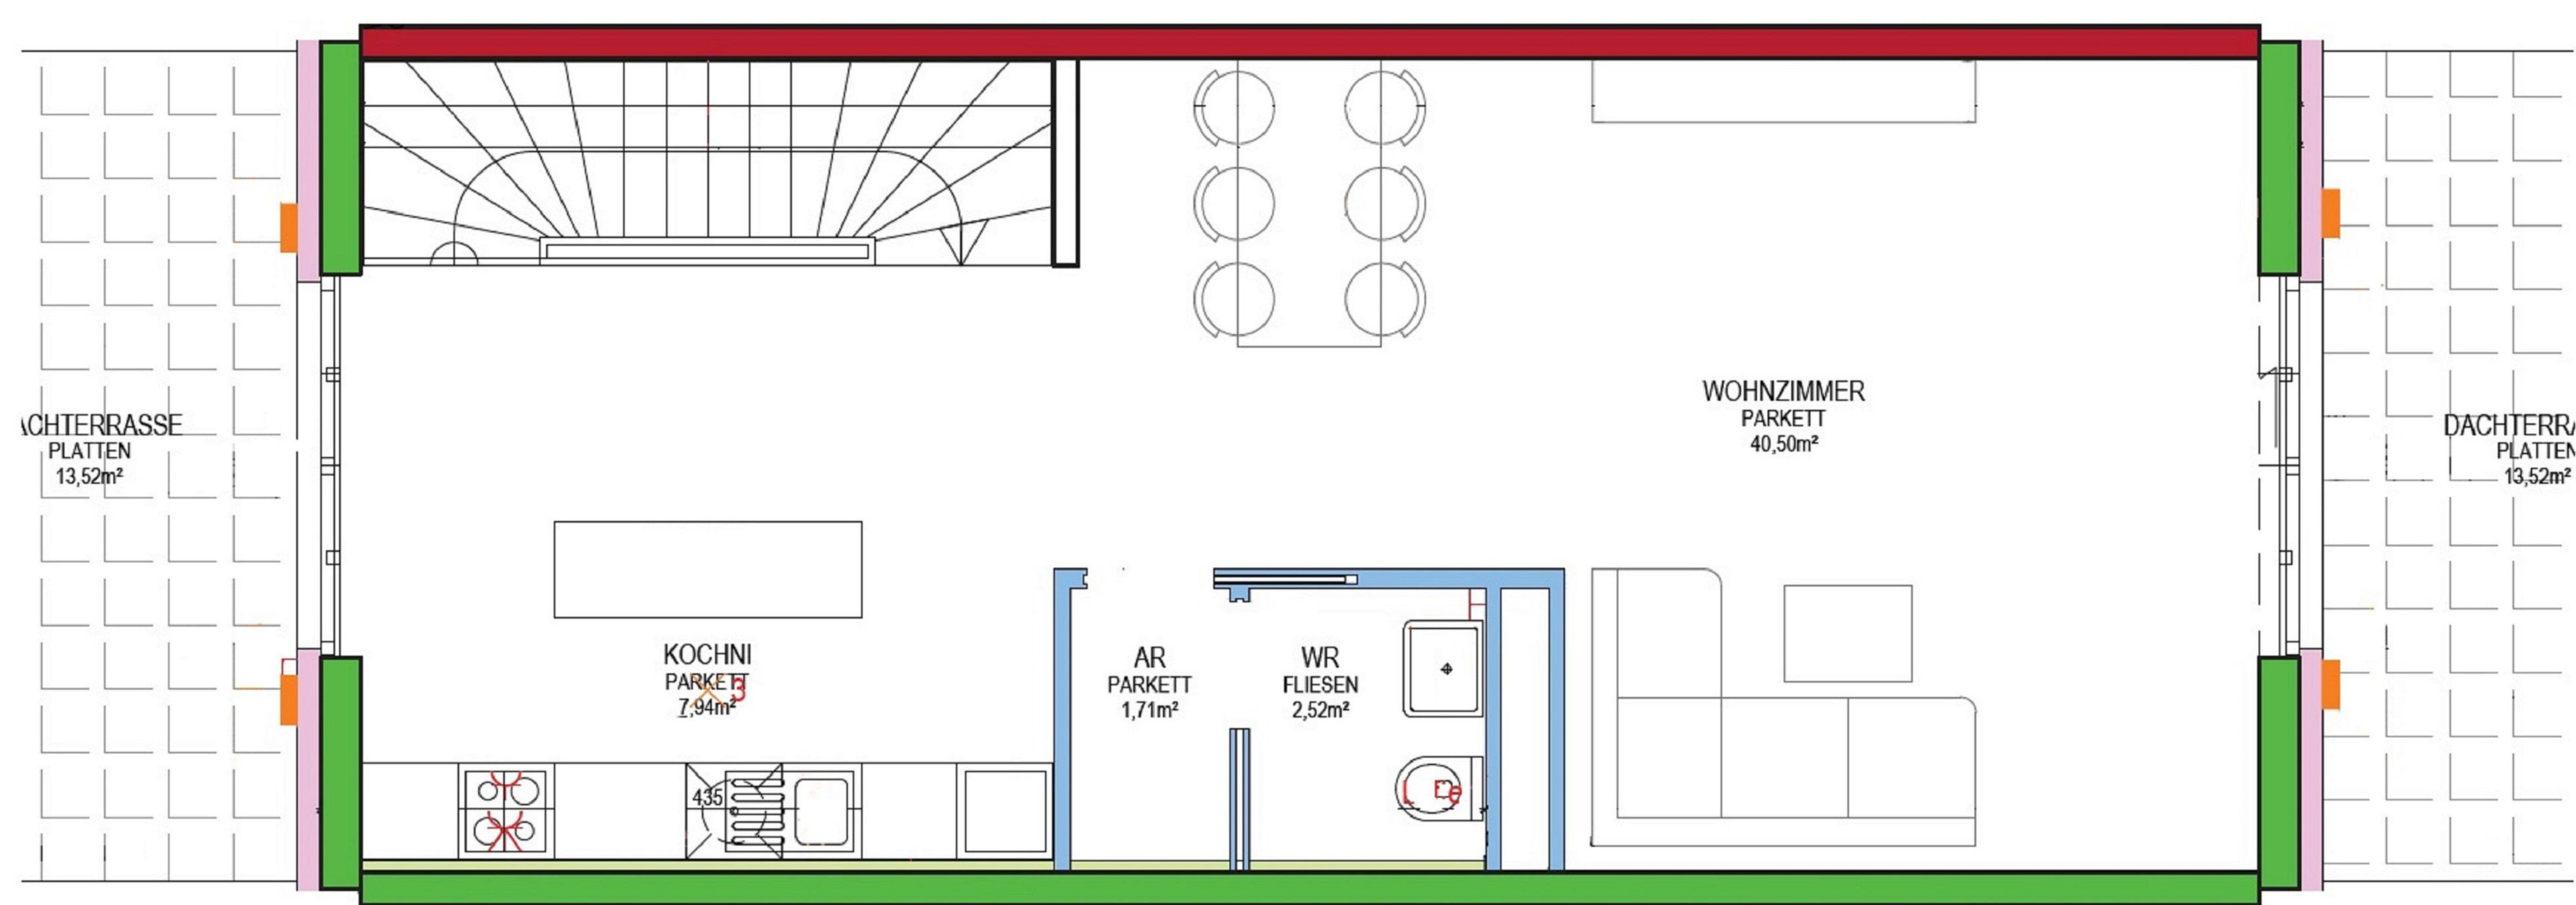 ACHTERRASSE
PLATTEN
13,52m²
KOCHNI
PARKETT
7,94m²
3
435
AR
PARKETT
1,71m²
WR
FLIESEN
2,52m²
WOHNZIMMER
PARKETT
40,50m²
DACHTERRA
PLATTEN
13,52m²